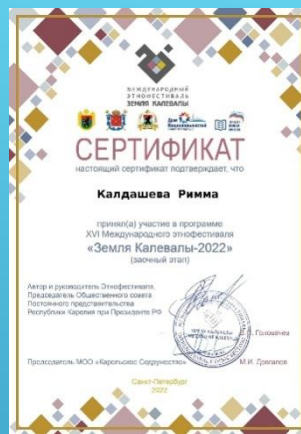 МЕЖДУНАРОДНЫЙ
ЭТНОФЕСТИВАЛЬ
ЗЕМЛЯ КАЛЕВАЛЫ
СЕРТИФИКАТ
настоящий сертификат подтверждает, что
Калдашева Римма
принял(а) участие в программе
XVI Международного этнофестиваля
«Земля Калевалы-2022»
(заочный этап)
Автор и руководитель Этнофестиваля,
Председатель Общественного совета
Постоянного представительства
Республики Карелия при Президенте РФ
Головачев
Председатель МОО «Карельское Содружество»
М.И.
Санкт-Петербург
2022